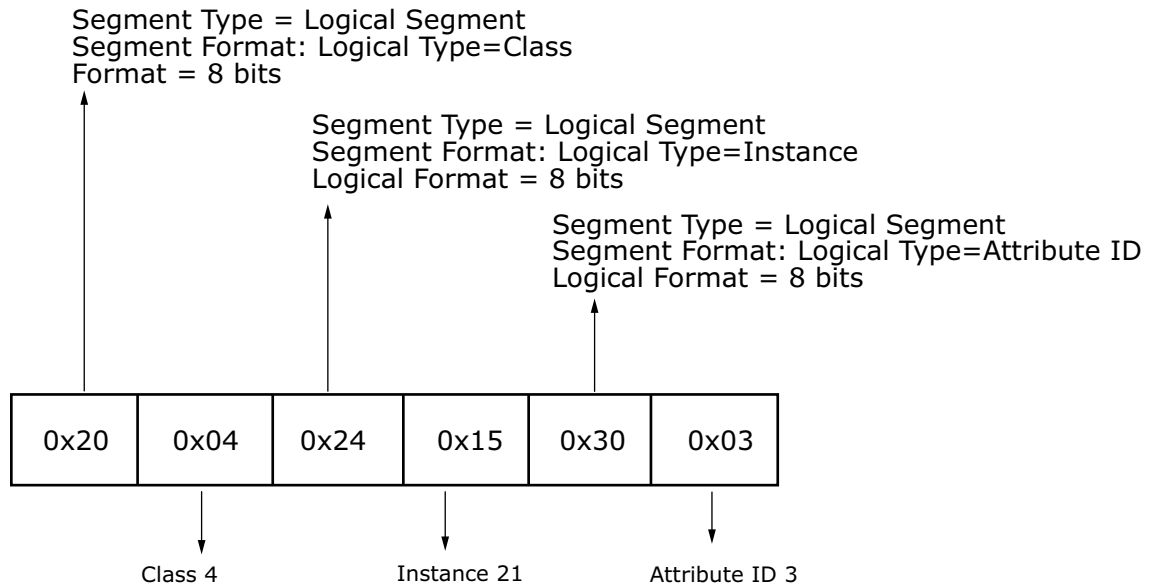 Segment Type = Logical Segment
Segment Format: Logical Type=Class
Format = 8 bits
Segment Type = Logical Segment
Segment Format: Logical Type=Instance
Logical Format = 8 bits
Segment Type = Logical Segment
Segment Format: Logical Type=Attribute ID
Logical Format = 8 bits
0x20 0x04 0x24 0x15 0x30 0x03
Class 4 Instance 21 Attribute ID 3